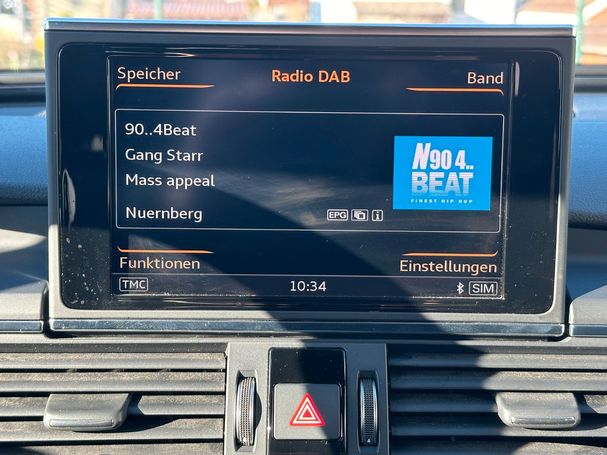 Speicher Radio DAB Band
90..4Beat
Gang Starr
Mass appeal
Nuernberg EPG i
N90 4..
BEAT
FINEST HIP HOP
Funktionen Einstellungen
TMC 10:34 SIM